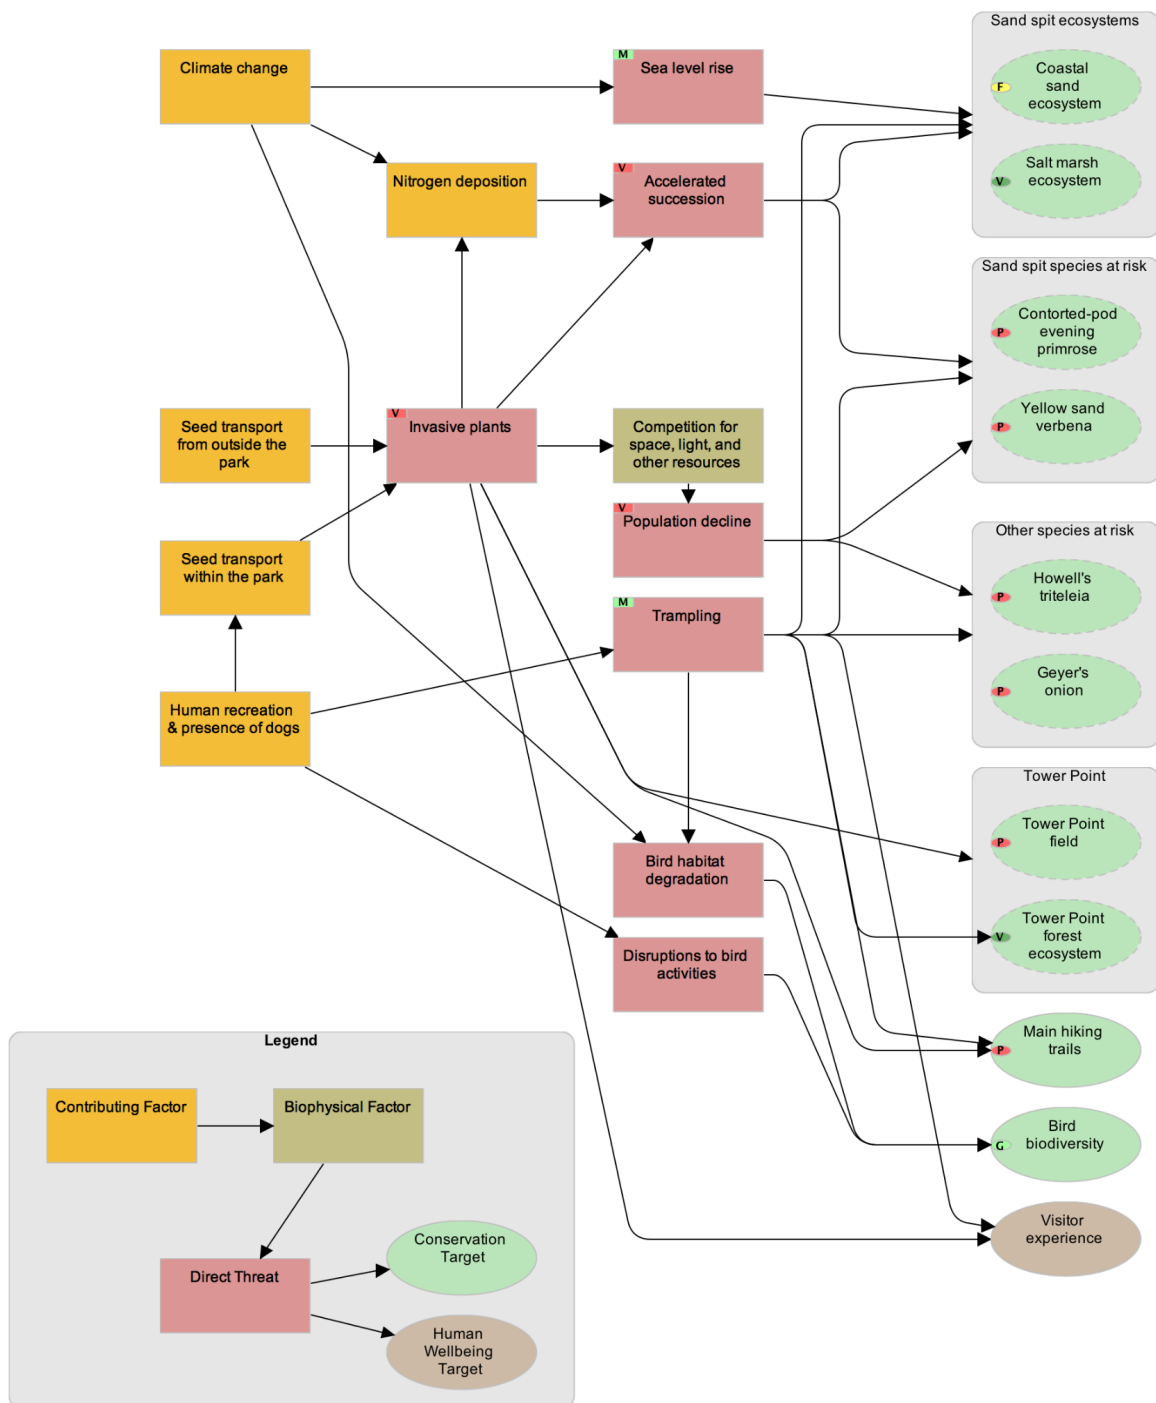 Sand spit ecosystems
Climate change
M
Sea level rise
F
Coastal
sand
ecosystem
Nitrogen deposition
V
Accelerated
succession
V
Salt marsh
ecosystem
Sand spit species at risk
P
Contorted-pod
evening
primrose
P
Yellow sand
verbena
Seed transport
from outside the
park
V
Invasive plants
Competition for
space, light, and
other resources
V
Population decline
Other species at risk
Seed transport
within the park
M
Trampling
P
Howell's
triteleia
P
Geyer's
onion
Human recreation
& presence of dogs
Tower Point
P
Tower Point
field
Bird habitat
degradation
V
Tower Point
forest
ecosystem
Disruptions to bird
activities
P
Main hiking
trails
G
Bird
biodiversity
Visitor
experience
Legend
Contributing Factor
Biophysical Factor
Direct Threat
Conservation
Target
Human
Wellbeing
Target